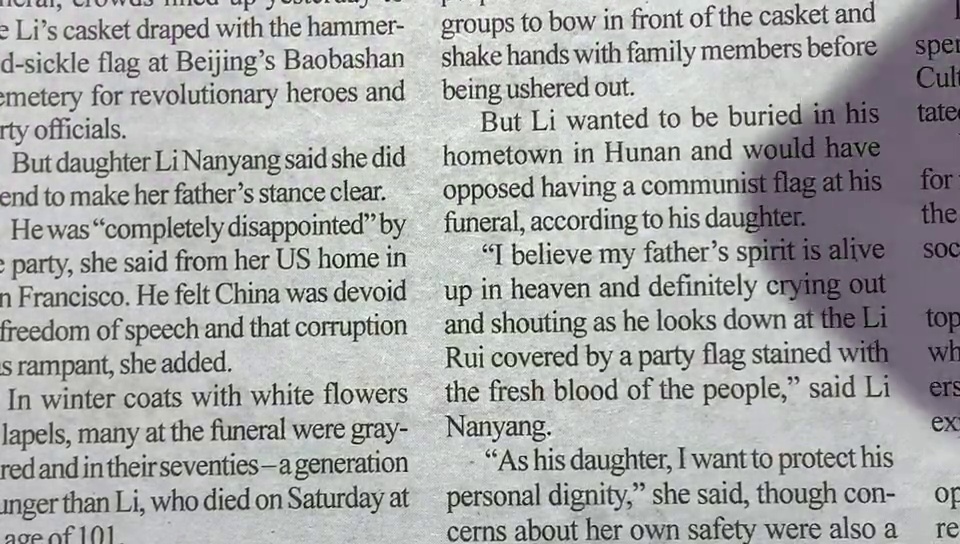 Li's casket draped with the hammer-
d-sickle flag at Beijing's Baobashan
emetery for revolutionary heroes and
rty officials.
But daughter Li Nanyang said she did
end to make her father's stance clear.
He was “completely disappointed” by
e party, she said from her US home in
n Francisco. He felt China was devoid
freedom of speech and that corruption
s rampant, she added.
In winter coats with white flowers
lapels, many at the funeral were gray-
red and in their seventies – a generation
unger than Li, who died on Saturday at
age of 101.
groups to bow in front of the casket and
shake hands with family members before
being ushered out.
But Li wanted to be buried in his
hometown in Hunan and would have
opposed having a communist flag at his
funeral, according to his daughter.
“I believe my father's spirit is alive
up in heaven and definitely crying out
and shouting as he looks down at the Li
Rui covered by a party flag stained with
the fresh blood of the people,” said Li
Nanyang.
“As his daughter, I want to protect his
personal dignity,” she said, though con-
cerns about her own safety were also a
sper
Cult
tate
for
the
soc
top
wh
ers
ex
op
re